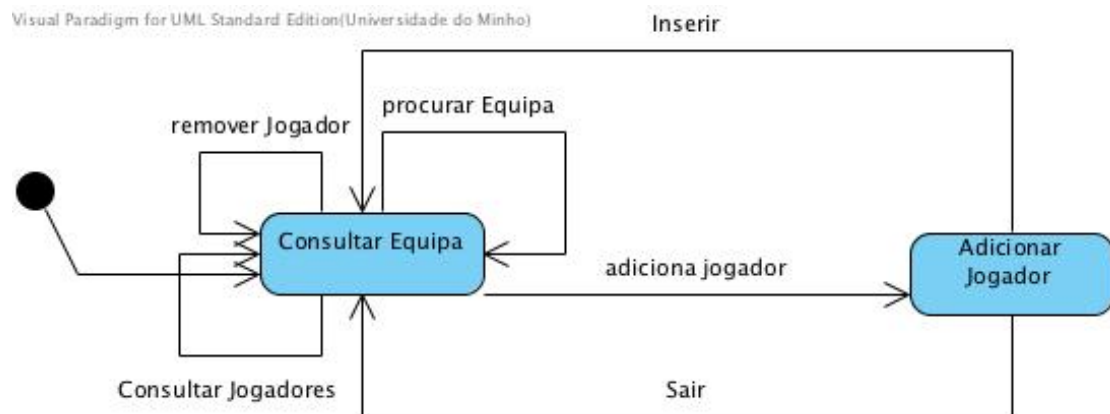 Visual Paradigm for UML Standard Edition(Universidade do Minho)
Inserir
procurar Equipa
remover Jogador
Consultar Equipa
Adicionar
Jogador
adiciona jogador
Consultar Jogadores
Sair